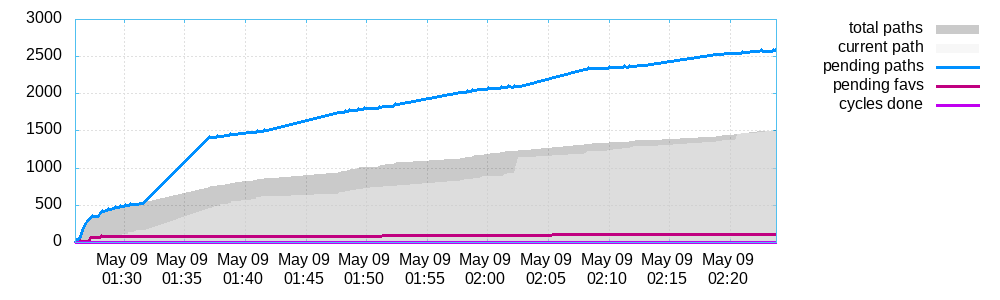 3000
2500
2000
1500
1000
500
0
May 09 May 09 May 09 May 09 May 09 May 09 May 09 May 09 May 09 May 09 May 09
01:30 01:35 01:40 01:45 01:50 01:55 02:00 02:05 02:10 02:15 02:20
total paths
current path
pending paths
pending favs
cycles done